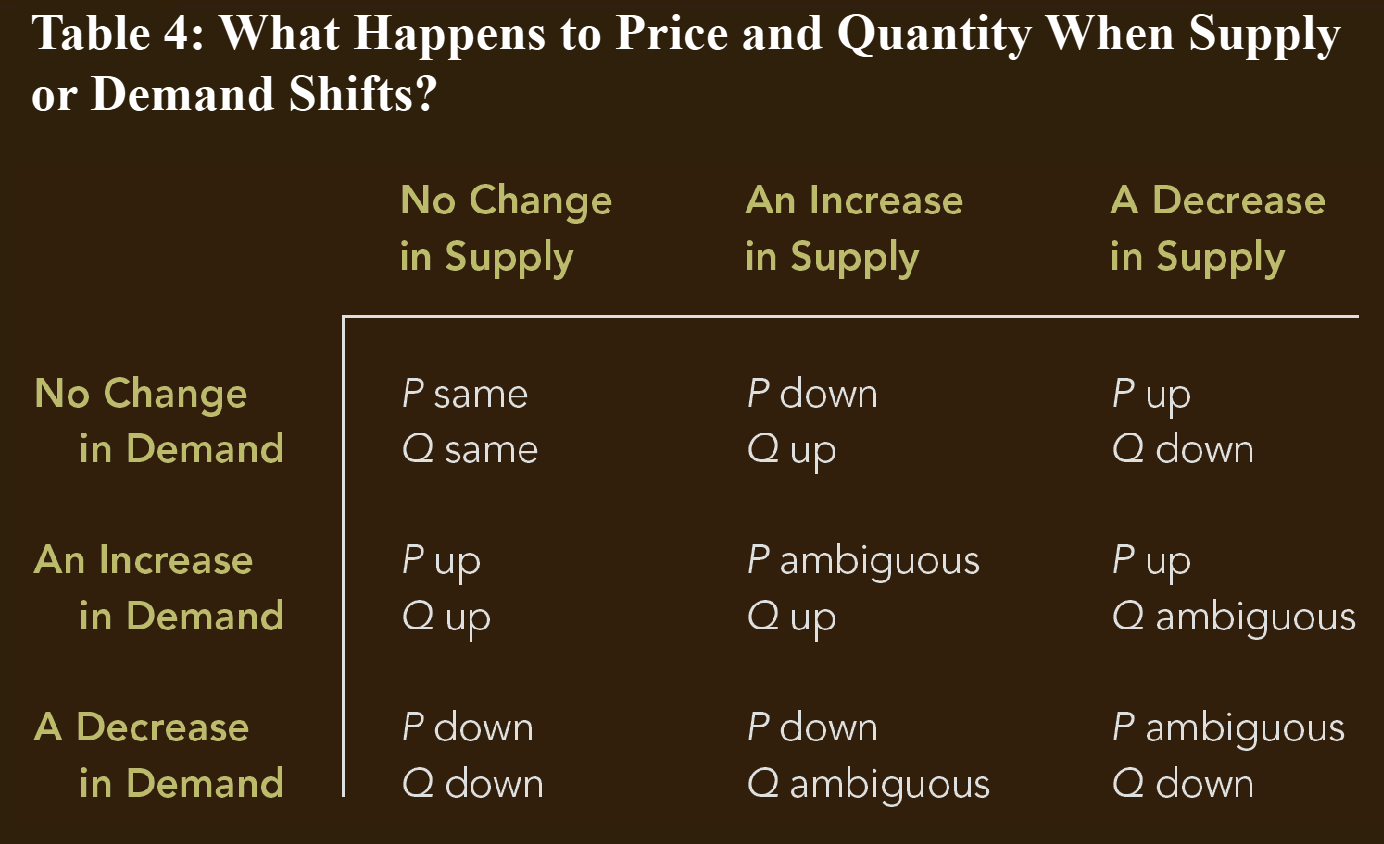 Table 4: What Happens to Price and Quantity When Supply
or Demand Shifts?
No Change An Increase A Decrease
in Supply in Supply in Supply
No Change P same P down P up
in Demand Q same Q up Q down
An Increase P up P ambiguous P up
in Demand Q up Q up Q ambiguous
A Decrease P down P down P ambiguous
in Demand Q down Q ambiguous Q down